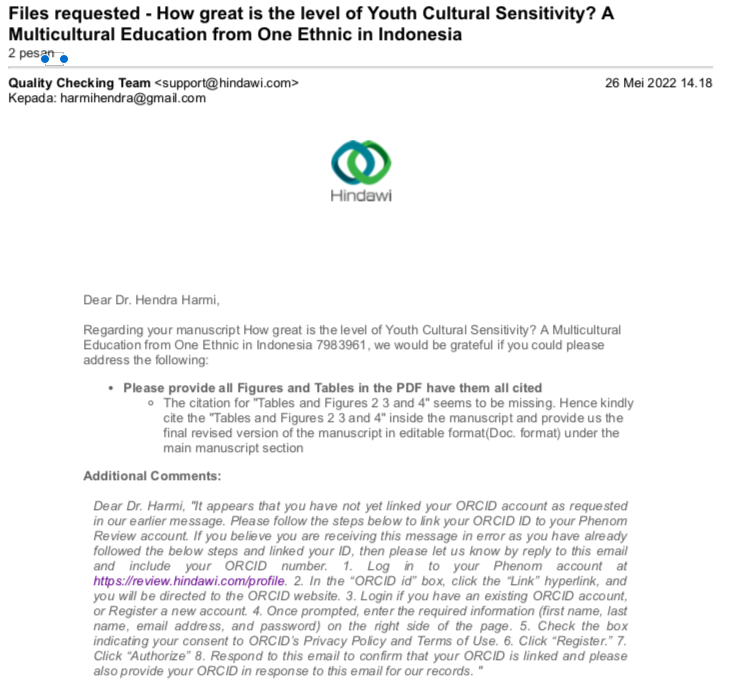 Files requested - How great is the level of Youth Cultural Sensitivity? A
Multicultural Education from One Ethnic in Indonesia
2 pesan
Quality Checking Team <support@hindawi.com>
26 Mei 2022 14.18
Kepada: harmihendra@gmail.com
Hindawi
Dear Dr. Hendra Harmi,
Regarding your manuscript How great is the level of Youth Cultural Sensitivity? A Multicultural
Education from One Ethnic in Indonesia 7983961, we would be grateful if you could please
address the following:
• Please provide all Figures and Tables in the PDF have them all cited
○ The citation for "Tables and Figures 2 3 and 4" seems to be missing. Hence kindly
cite the "Tables and Figures 2 3 and 4" inside the manuscript and provide us the
final revised version of the manuscript in editable format(Doc. format) under the
main manuscript section
Additional Comments:
Dear Dr. Harmi, "It appears that you have not yet linked your ORCID account as requested
in our earlier message. Please follow the steps below to link your ORCID ID to your Phenom
Review account. If you believe you are receiving this message in error as you have already
followed the below steps and linked your ID, then please let us know by reply to this email
and include your ORCID number. 1. Log in to your Phenom account at
https://review.hindawi.com/profile. 2. In the “ORCID id” box, click the “Link” hyperlink, and
you will be directed to the ORCID website. 3. Login if you have an existing ORCID account,
or Register a new account. 4. Once prompted, enter the required information (first name, last
name, email address, and password) on the right side of the page. 5. Check the box
indicating your consent to ORCID’s Privacy Policy and Terms of Use. 6. Click “Register.” 7.
Click “Authorize” 8. Respond to this email to confirm that your ORCID is linked and please
also provide your ORCID in response to this email for our records. "